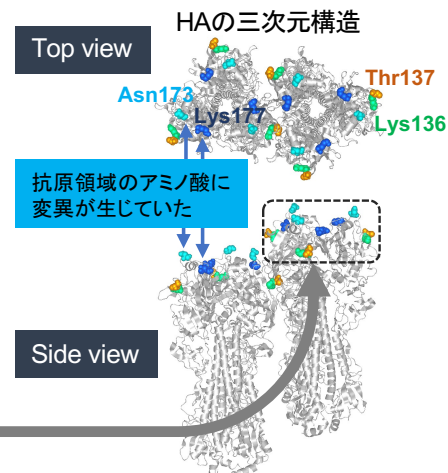 HAの三次元構造
Top view
Thr137
Asn173
Lys177
Lys136
抗原領域のアミノ酸に
変異が生じていた
Side view